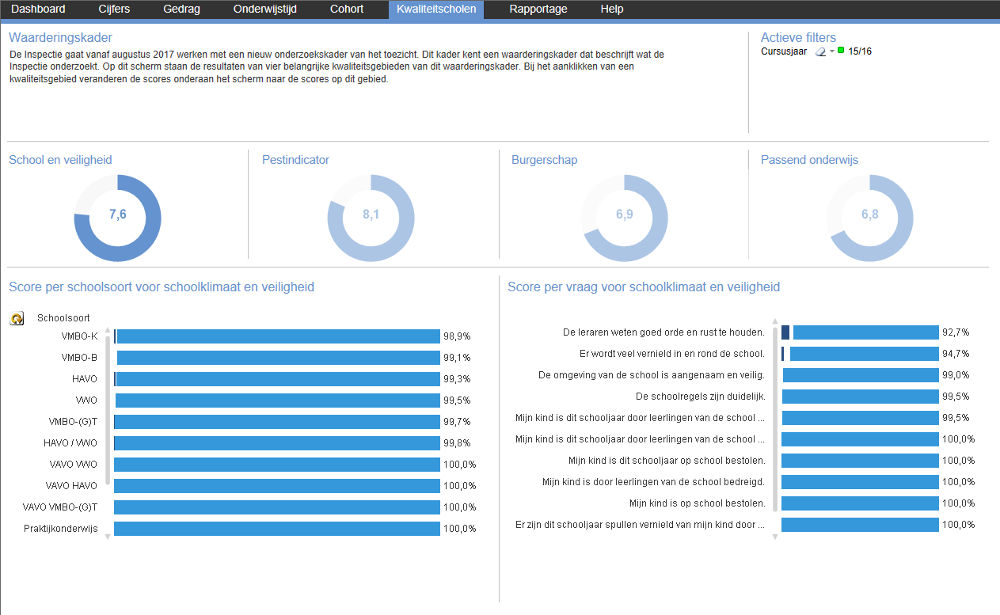 Dashboard Cijfers Gedrag Onderwijstijd Cohort Kwaliteitscholen Rapportage Help
Waarderingskader
De Inspectie gaat vanaf augustus 2017 werken met een nieuw onderzoekskader van het toezicht. Dit kader kent een waarderingskader dat beschrijft wat de
Inspectie onderzoekt. Op dit scherm staan de resultaten van vier belangrijke kwaliteitsgebieden van dit waarderingskader. Bij het aanklikken van een
kwaliteitsgebied veranderen de scores onderaan het scherm naar de scores op dit gebied.
Actieve filters
Cursusjaar 15/16
School en veiligheid
7,6
Pestindicator
8,1
Burgerschap
6,9
Passend onderwijs
6,8
Score per schoolsoort voor schoolklimaat en veiligheid
Schoolsoort
VMBO-K 98,9%
VMBO-B 99,1%
HAVO 99,3%
VWO 99,5%
VMBO-(G)T 99,7%
HAVO / VWO 99,8%
VAVO VWO 100,0%
VAVO HAVO 100,0%
VAVO VMBO-(G)T 100,0%
Praktijkonderwijs 100,0%
Score per vraag voor schoolklimaat en veiligheid
De leraren weten goed orde en rust te houden. 92,7%
Er wordt veel vernield in en rond de school. 94,7%
De omgeving van de school is aangenaam en veilig. 99,0%
De schoolregels zijn duidelijk. 99,5%
Mijn kind is dit schooljaar door leerlingen van de school ... 99,5%
Mijn kind is dit schooljaar door leerlingen van de school ... 100,0%
Mijn kind is dit schooljaar op school bestolen. 100,0%
Mijn kind is door leerlingen van de school bedreigd. 100,0%
Mijn kind is op school bestolen. 100,0%
Er zijn dit schooljaar spullen vernield van mijn kind door ... 100,0%